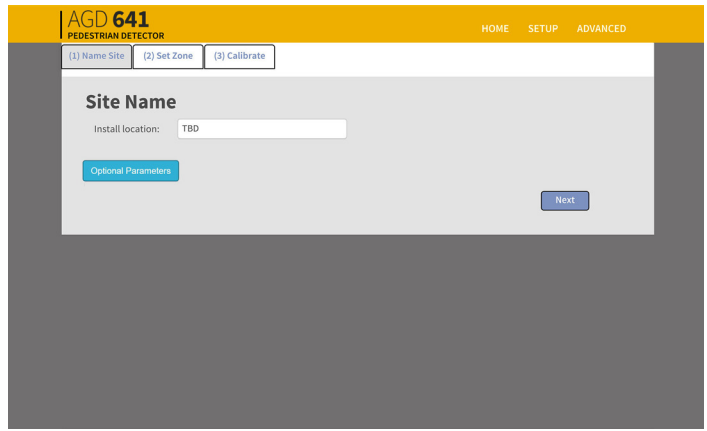 AGD 641
PEDESTRIAN DETECTOR
HOME SETUP ADVANCED
(1) Name Site (2) Set Zone (3) Calibrate
Site Name
Install location: TBD
Optional Parameters
Next